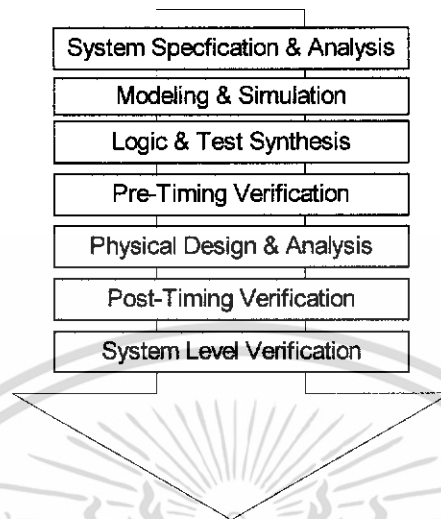 System Specfication & Analysis
Modeling & Simulation
Logic & Test Synthesis
Pre-Timing Verification
Physical Design & Analysis
Post-Timing Verification
System Level Verification